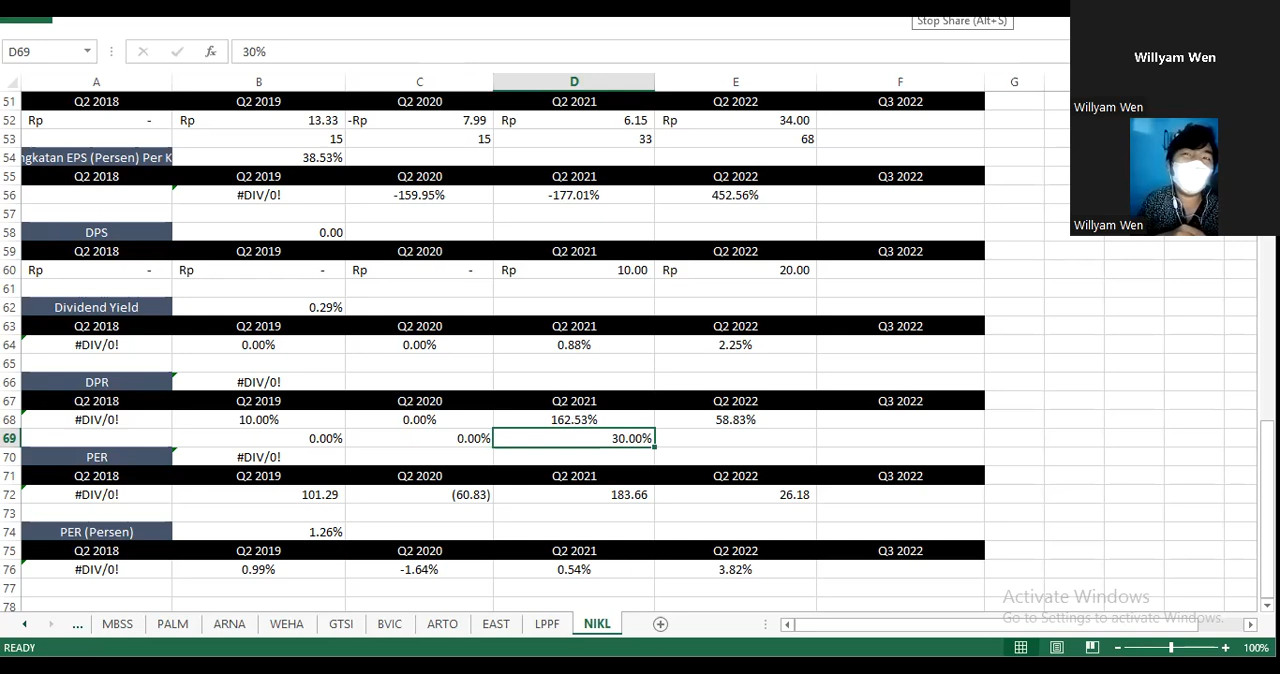 Stop Share (Alt+S)
Willyam Wen
D69 fx 30%
A B C D E F G
51 Q2 2018 Q2 2019 Q2 2020 Q2 2021 Q2 2022 Q3 2022
52 Rp - Rp 13.33 -Rp 7.99 Rp 6.15 Rp 34.00
Willyam Wen
53 15 15 33 68
54 ngkatan EPS (Persen) Per K 38.53%
55 Q2 2018 Q2 2019 Q2 2020 Q2 2021 Q2 2022 Q3 2022
56 #DIV/0! -159.95% -177.01% 452.56%
57
58 DPS 0.00
Willyam Wen
59 Q2 2018 Q2 2019 Q2 2020 Q2 2021 Q2 2022 Q3 2022
60 Rp - Rp - Rp - Rp 10.00 Rp 20.00
61
62 Dividend Yield 0.29%
63 Q2 2018 Q2 2019 Q2 2020 Q2 2021 Q2 2022 Q3 2022
64 #DIV/0! 0.00% 0.00% 0.88% 2.25%
65
66 DPR #DIV/0!
67 Q2 2018 Q2 2019 Q2 2020 Q2 2021 Q2 2022 Q3 2022
68 #DIV/0! 10.00% 0.00% 162.53% 58.83%
69 0.00% 0.00% 30.00%
70 PER #DIV/0!
71 Q2 2018 Q2 2019 Q2 2020 Q2 2021 Q2 2022 Q3 2022
72 #DIV/0! 101.29 (60.83) 183.66 26.18
73
74 PER (Persen) 1.26%
75 Q2 2018 Q2 2019 Q2 2020 Q2 2021 Q2 2022 Q3 2022
76 #DIV/0! 0.99% -1.64% 0.54% 3.82%
77
78
Activate Windows
Go to Settings to activate Windows.
... MBSS PALM ARNA WEHA GTSI BVIC ARTO EAST LPPF NIKL
READY 100%